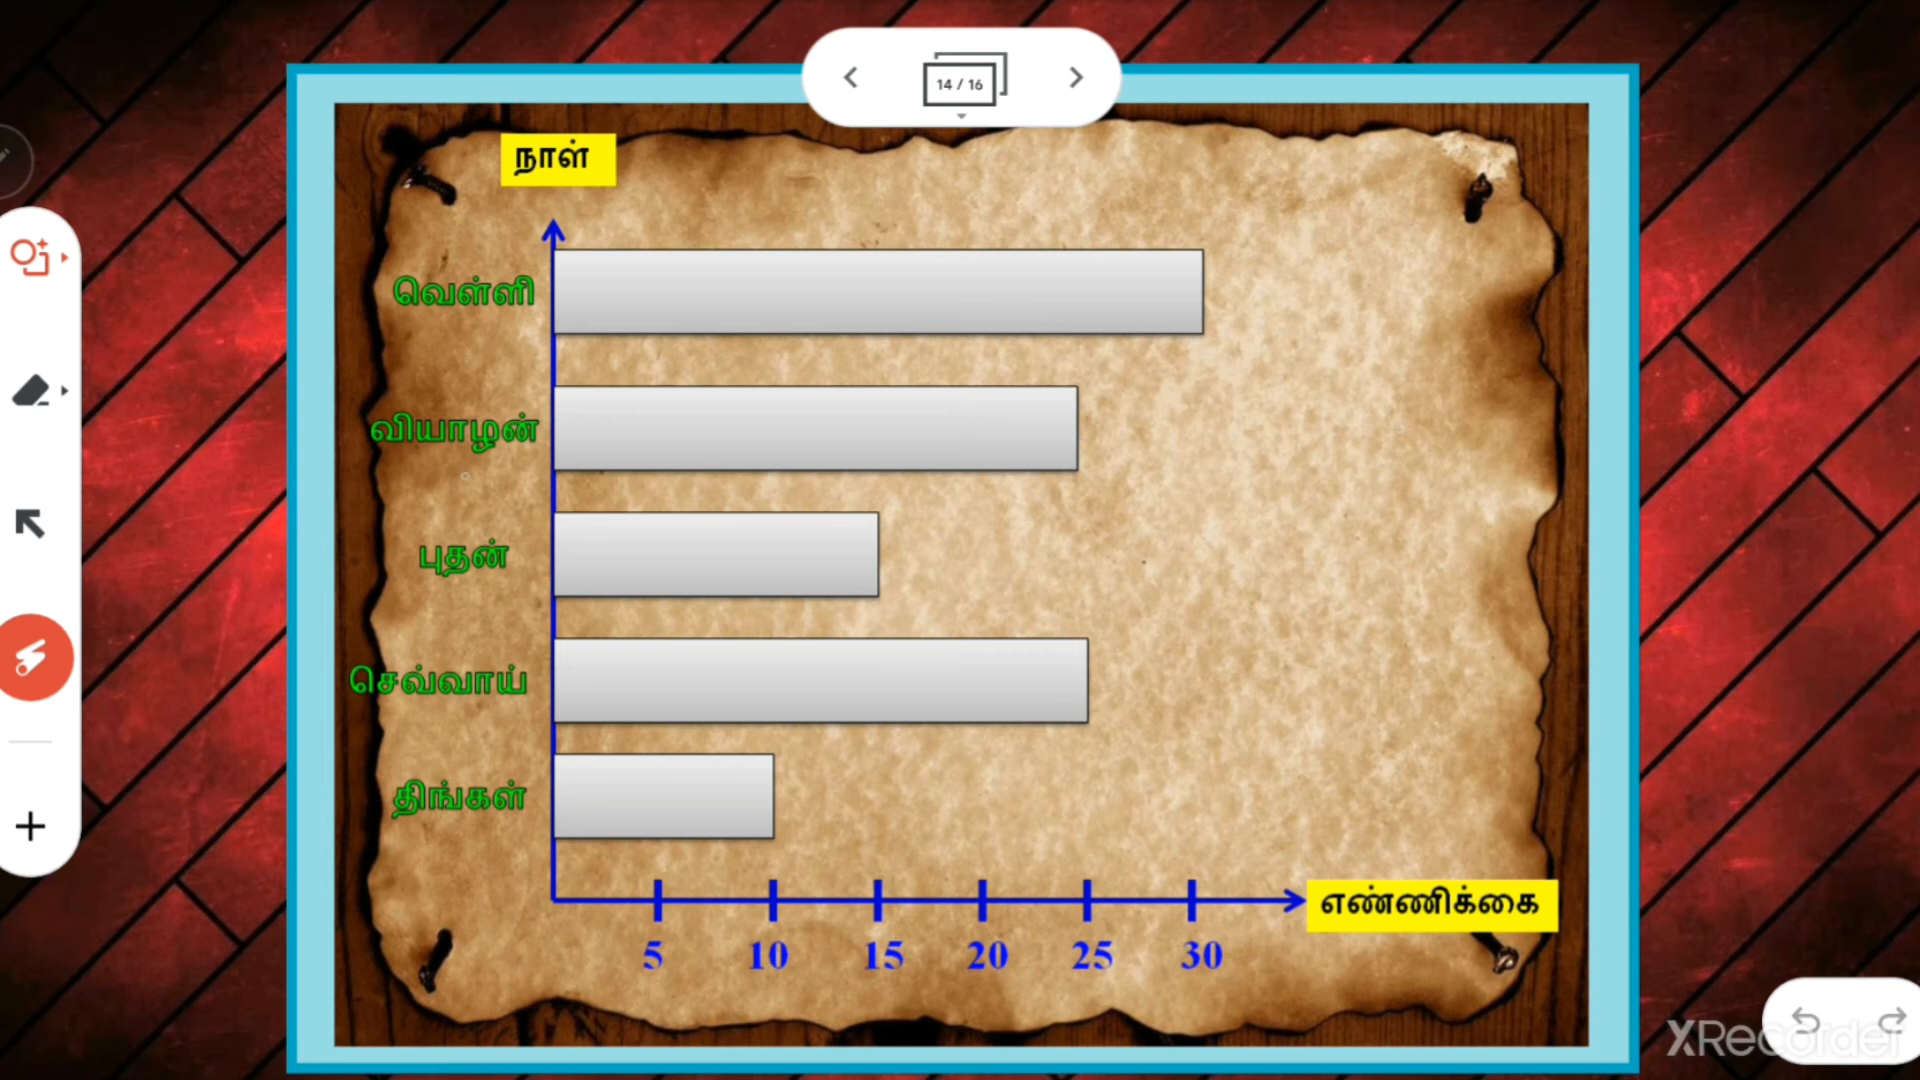 14 / 16
நாள்
வெள்ளி
வியாழன்
புதன்
செவ்வாய்
திங்கள்
எண்ணிக்கை
5 10 15 20 25 30
XRecorder